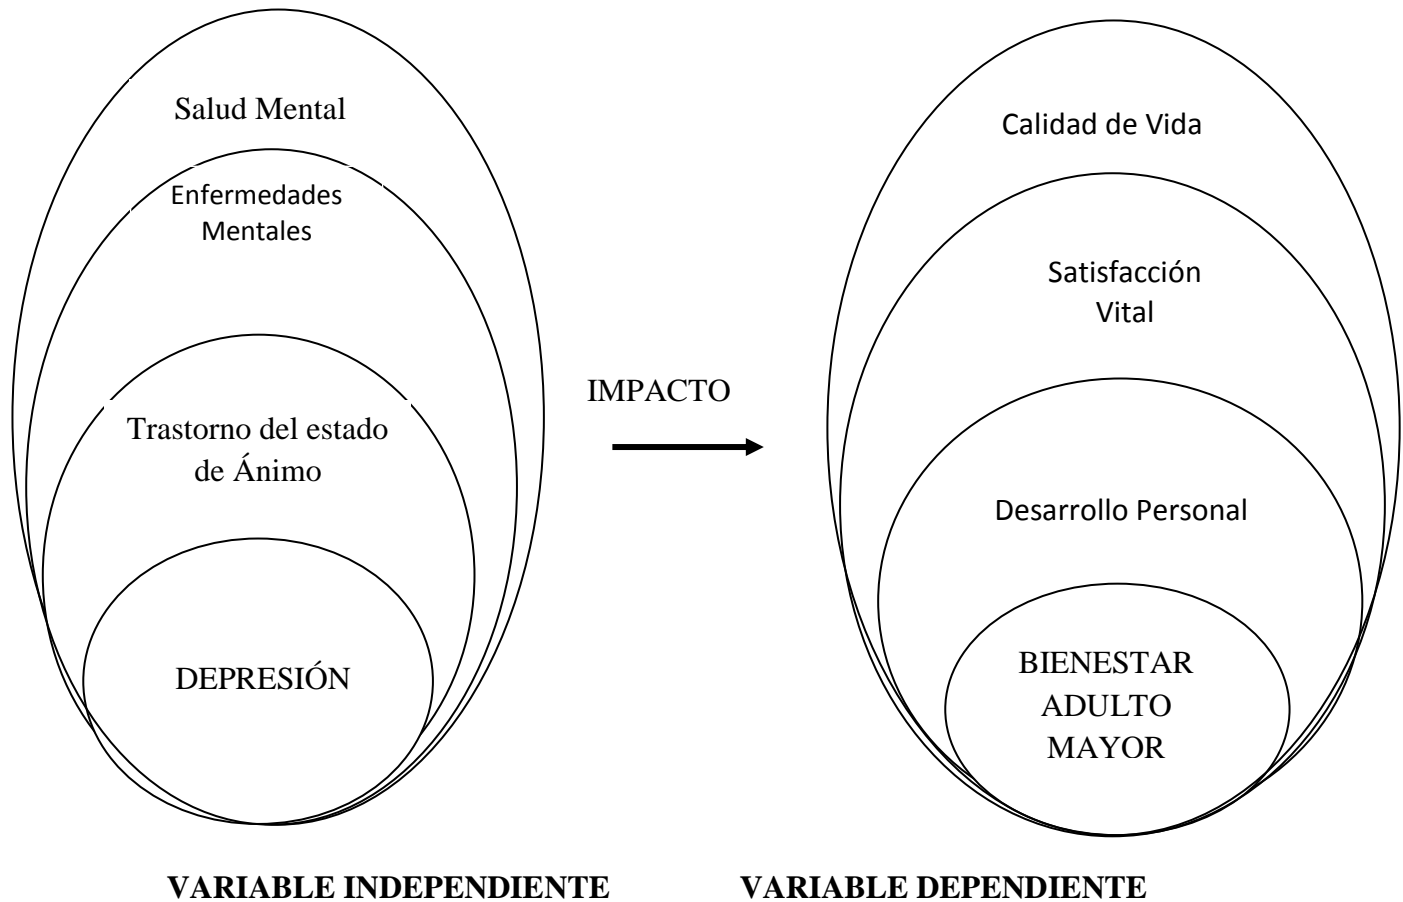 Salud Mental
Enfermedades
Mentales
Trastorno del estado
de Ánimo
DEPRESIÓN
IMPACTO
Calidad de Vida
Satisfacción
Vital
Desarrollo Personal
BIENESTAR
ADULTO
MAYOR
VARIABLE INDEPENDIENTE
VARIABLE DEPENDIENTE